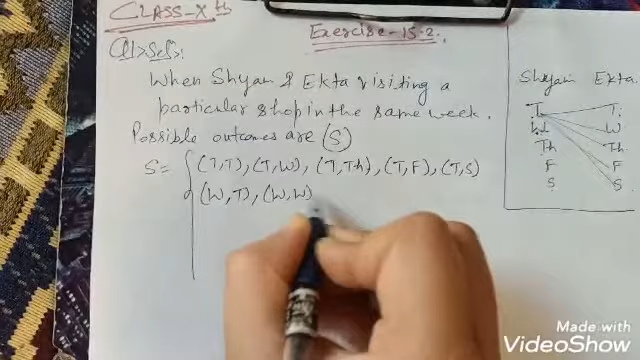 CLASS-Xth
Exercise-15.2.
Q1>Sol>:
When Shyam & Ekta visiting a
particular shop in the same week.
Possible outcomes are (S)
S= (T,T), (T,W), (T,Th), (T,F), (T,S)
(W,T), (W,W)
Shyam Ekta
T T
W W
Th Th
F F
S S
Made with
VideoShow